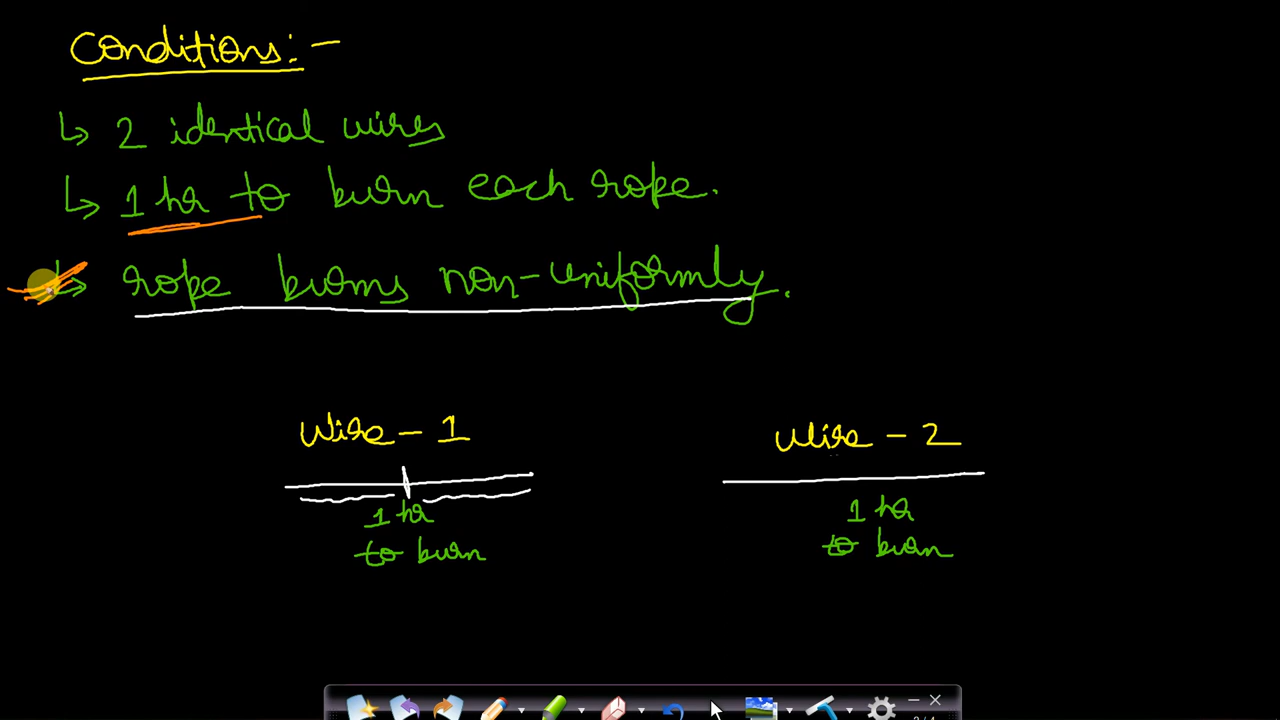 Conditions:-
↳ 2 identical wires
↳ 1 hr to burn each rope.
↳ rope burns non-uniformly.
Wire - 1
Wire - 2
1 hr
to burn
1 hr
to burn